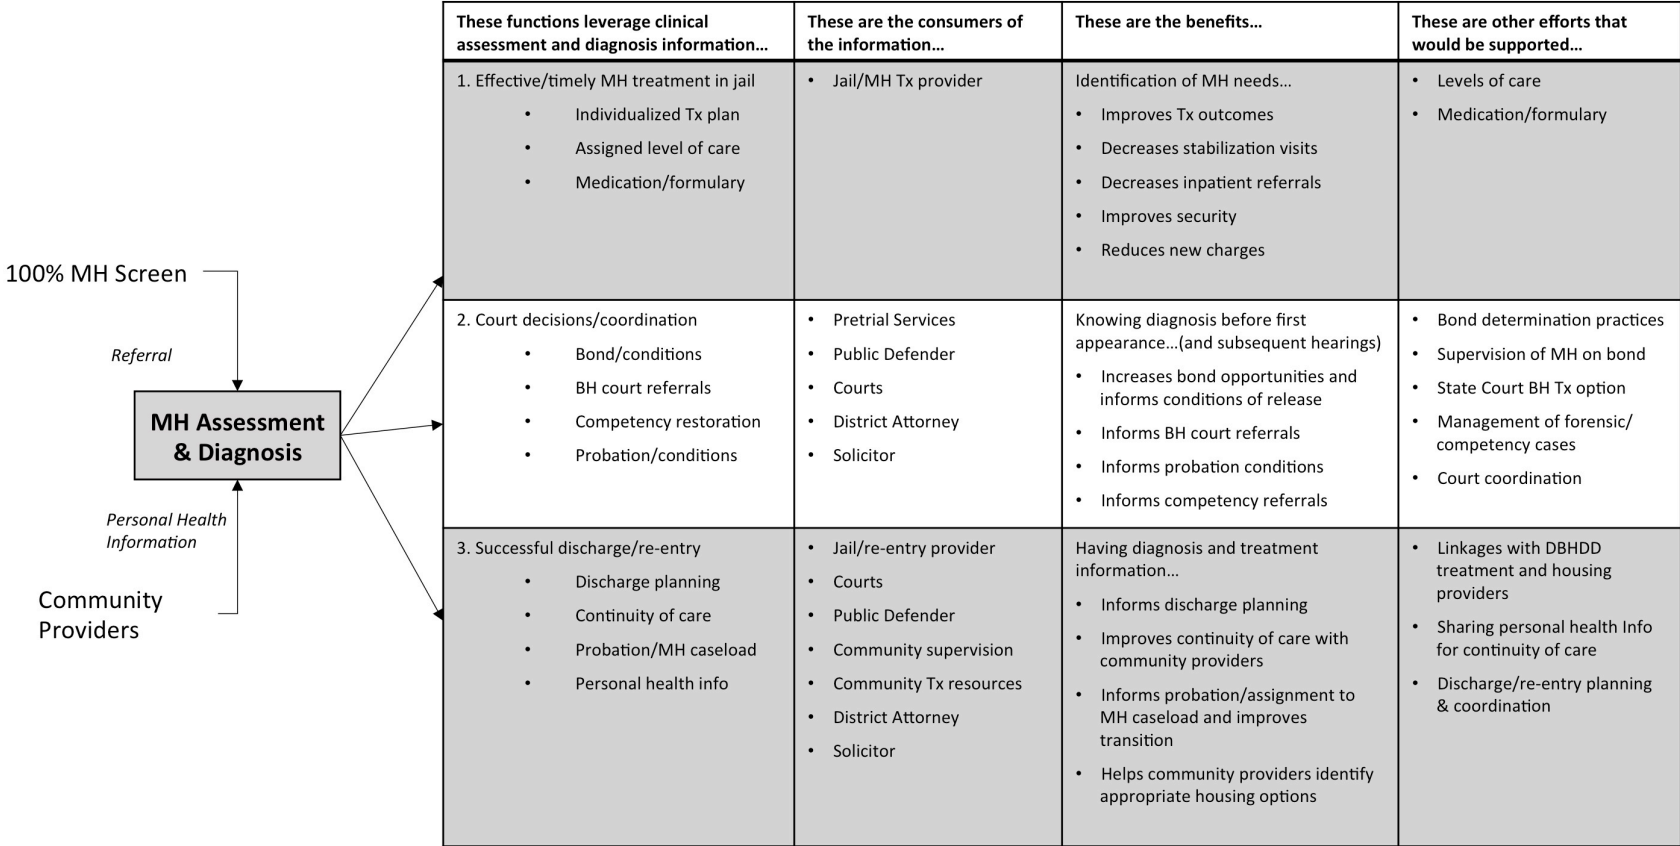 100% MH Screen
Referral
MH Assessment
& Diagnosis
Personal Health
Information
Community
Providers
These functions leverage clinical
assessment and diagnosis information...
These are the consumers of
the information...
These are the benefits...
These are other efforts that
would be supported...
1. Effective/timely MH treatment in jail
• Individualized Tx plan
• Assigned level of care
• Medication/formulary
• Jail/MH Tx provider
Identification of MH needs...
• Improves Tx outcomes
• Decreases stabilization visits
• Decreases inpatient referrals
• Improves security
• Reduces new charges
• Levels of care
• Medication/formulary
2. Court decisions/coordination
• Bond/conditions
• BH court referrals
• Competency restoration
• Probation/conditions
• Pretrial Services
• Public Defender
• Courts
• District Attorney
• Solicitor
Knowing diagnosis before first
appearance...(and subsequent hearings)
• Increases bond opportunities and
informs conditions of release
• Informs BH court referrals
• Informs probation conditions
• Informs competency referrals
• Bond determination practices
• Supervision of MH on bond
• State Court BH Tx option
• Management of forensic/
competency cases
• Court coordination
3. Successful discharge/re-entry
• Discharge planning
• Continuity of care
• Probation/MH caseload
• Personal health info
• Jail/re-entry provider
• Courts
• Public Defender
• Community supervision
• Community Tx resources
• District Attorney
• Solicitor
Having diagnosis and treatment
information...
• Informs discharge planning
• Improves continuity of care with
community providers
• Informs probation/assignment to
MH caseload and improves
transition
• Helps community providers identify
appropriate housing options
• Linkages with DBHDD
treatment and housing
providers
• Sharing personal health Info
for continuity of care
• Discharge/re-entry planning
& coordination